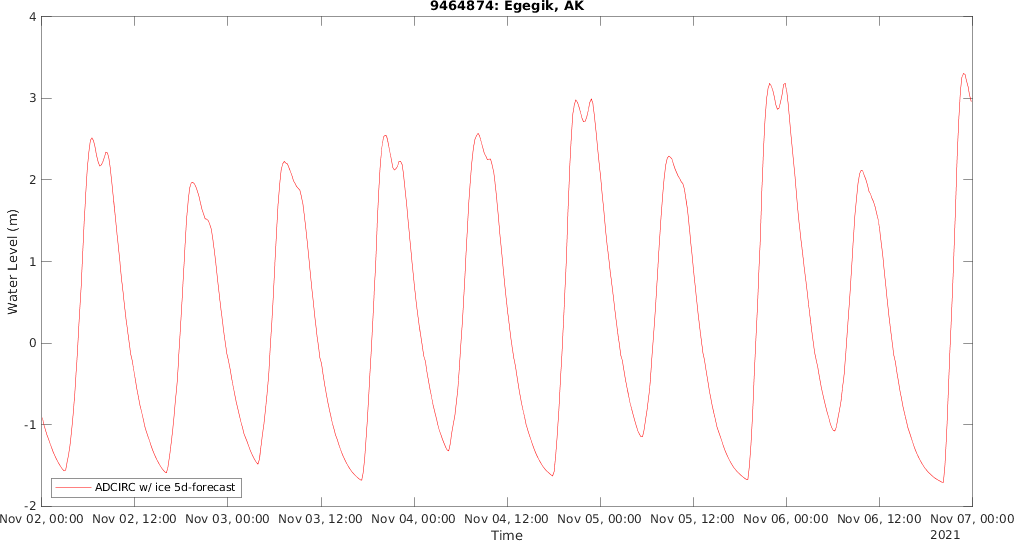 9464874: Egegik, AK
4
3
2
1
0
-1
-2
Water Level (m)
ADCIRC w/ ice 5d-forecast
Nov 02, 00:00 Nov 02, 12:00 Nov 03, 00:00 Nov 03, 12:00 Nov 04, 00:00 Nov 04, 12:00 Nov 05, 00:00 Nov 05, 12:00 Nov 06, 00:00 Nov 06, 12:00 Nov 07, 00:00
Time
2021